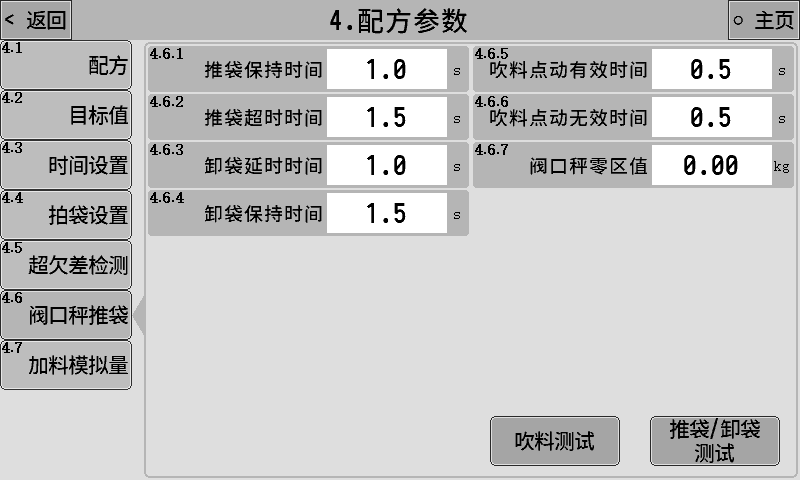 < 返回
4.配方参数
○ 主页
4.1
配方
4.2
目标值
4.3
时间设置
4.4
拍袋设置
4.5
超欠差检测
4.6
阀口秤推袋
4.7
加料模拟量
4.6.1
推袋保持时间 1.0 s
4.6.2
推袋超时时间 1.5 s
4.6.3
卸袋延时时间 1.0 s
4.6.4
卸袋保持时间 1.5 s
4.6.5
吹料点动有效时间 0.5 s
4.6.6
吹料点动无效时间 0.5 s
4.6.7
阀口秤零区值 0.00 kg
吹料测试
推袋/卸袋
测试